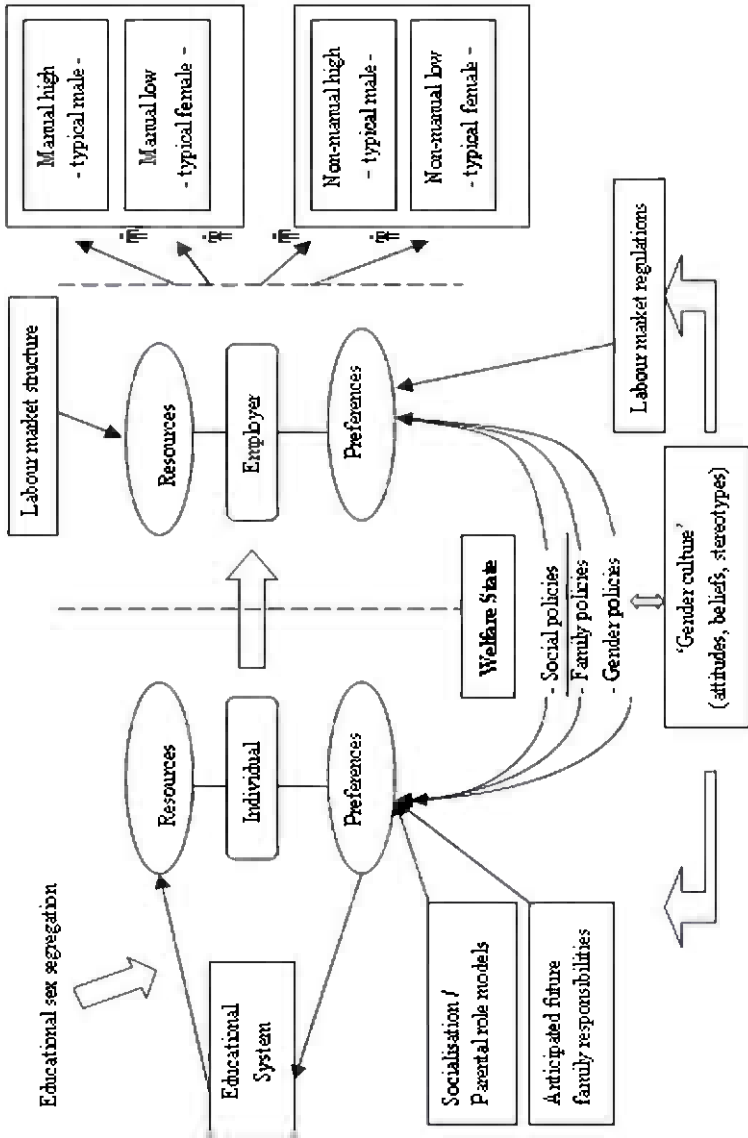 Educational sex segregation
Labour market structure
Educational
System
Resources
Individual
Preferences
Resources
Employer
Preferences
Manual high
- typical male -
Manual low
- typical female -
Non-manual high
- typical male -
Non-manual low
- typical female -
Socialisation /
Parental role models
Anticipated future
family responsibilities
Welfare State
- Social policies
- Family policies
- Gender policies
Labour market regulations
'Gender culture'
(attitudes, beliefs, stereotypes)